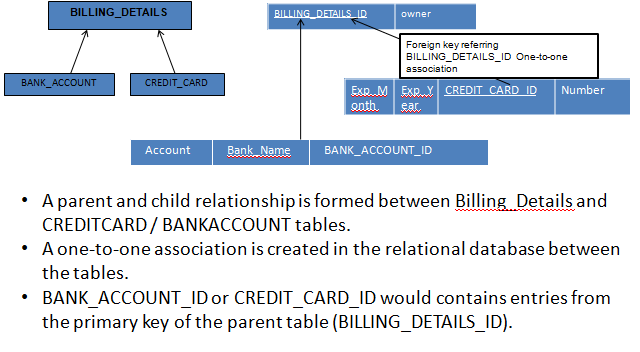 BILLING_DETAILS
BILLING_DETAILS_ID owner
Foreign key referring
BILLING_DETAILS_ID One-to-one
association
BANK_ACCOUNT CREDIT_CARD
Exp_M
onth
Exp_Y
ear
CREDIT_CARD_ID
Number
Account Bank_Name BANK_ACCOUNT_ID
• A parent and child relationship is formed between Billing_Details and
CREDITCARD / BANKACCOUNT tables.
• A one-to-one association is created in the relational database between
the tables.
• BANK_ACCOUNT_ID or CREDIT_CARD_ID would contains entries from
the primary key of the parent table (BILLING_DETAILS_ID).